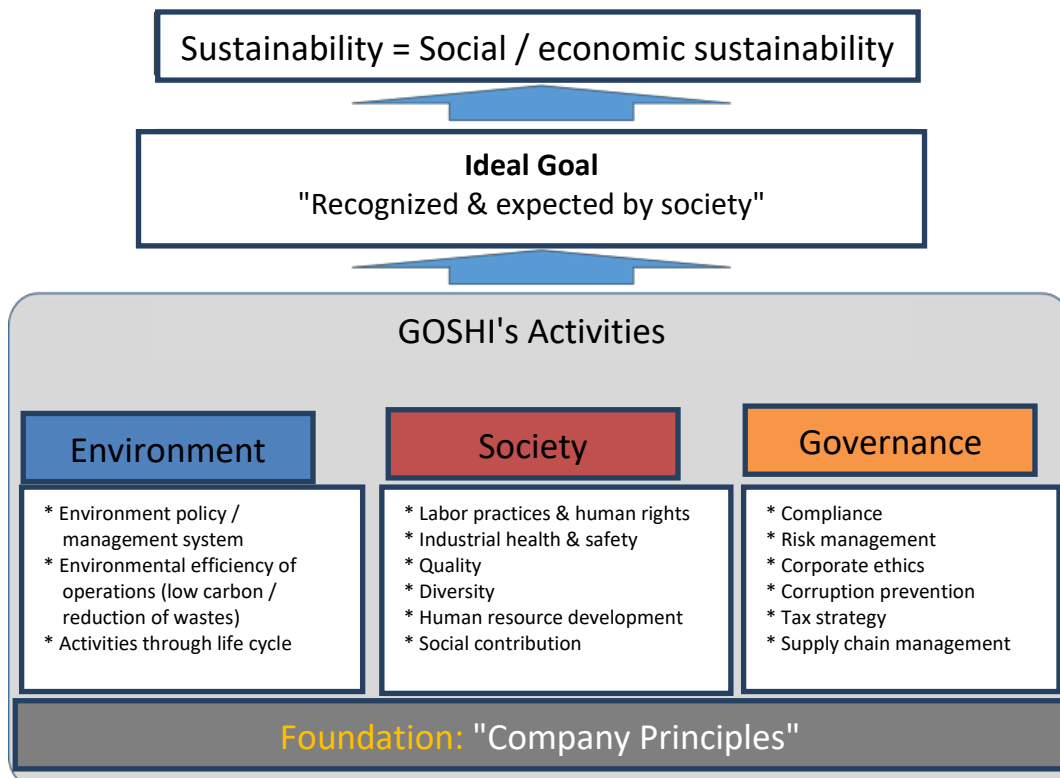 Sustainability = Social / economic sustainability
Ideal Goal
"Recognized & expected by society"
GOSHI's Activities
Environment
* Environment policy /
management system
* Environmental efficiency of
operations (low carbon /
reduction of wastes)
* Activities through life cycle
Society
* Labor practices & human rights
* Industrial health & safety
* Quality
* Diversity
* Human resource development
* Social contribution
Governance
* Compliance
* Risk management
* Corporate ethics
* Corruption prevention
* Tax strategy
* Supply chain management
Foundation: "Company Principles"